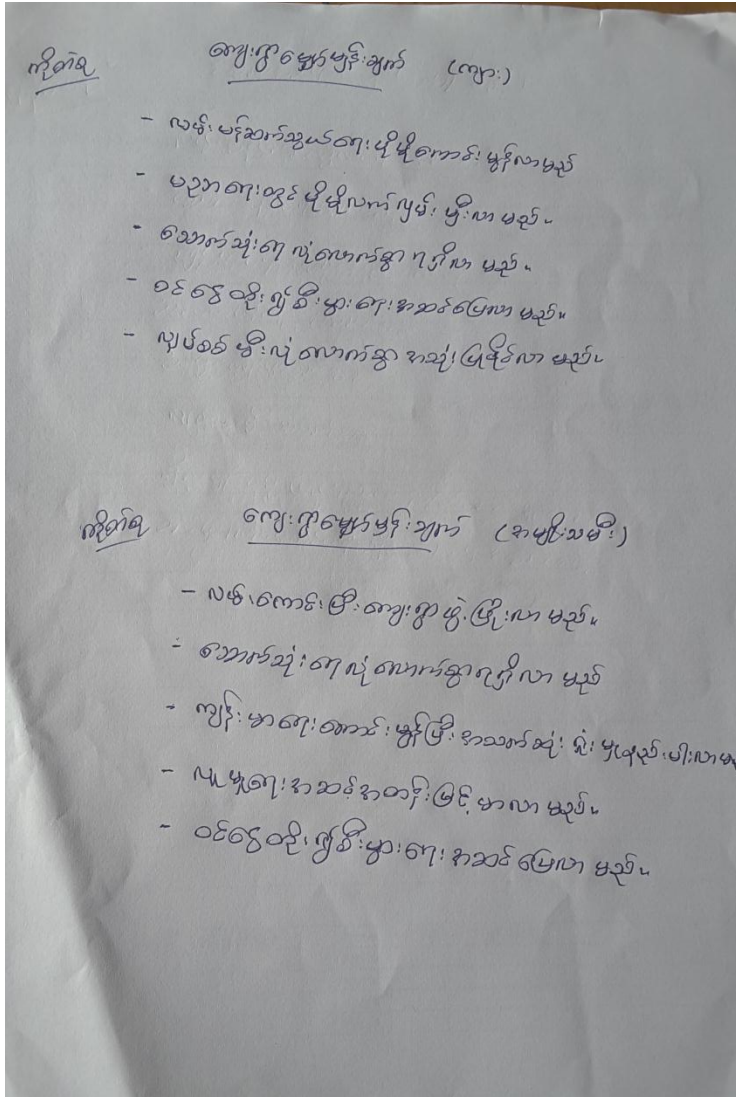 ကိုတ်ရ ကျေးရွာမျှော်မှန်းချက် (ကျား)
- လမ်းပန်းဆက်သွယ်ရေးပိုမိုကောင်းမွန်လာမည်
- ပညာရေးတွင်ပိုမိုလက်လှမ်းမှီလာမည်။
- သောက်သုံးရေလုံလောက်စွာရရှိလာမည်။
- ဝင်ငွေတိုး၍စီးပွားရေးအဆင်ပြေလာမည်။
- လျှပ်စစ်မီးလုံလောက်စွာအသုံးပြုနိုင်လာမည်။
ကိုတ်ရ ကျေးရွာမျှော်မှန်းချက် (အမျိုးသမီး)
- လမ်းကောင်းပြီးကျေးရွာဖွံ့ဖြိုးလာမည်။
- သောက်သုံးရေလုံလောက်စွာရရှိလာမည်
- ကျန်းမာရေးကောင်းမွန်ပြီးအသက်ဆုံးရှုံးမှုနည်းပါးလာမည်
- လူမှုရေးအဆင့်အတန်းမြင့်မာလာမည်။
- ဝင်ငွေတိုး၍စီးပွားရေးအဆင်ပြေလာမည်။